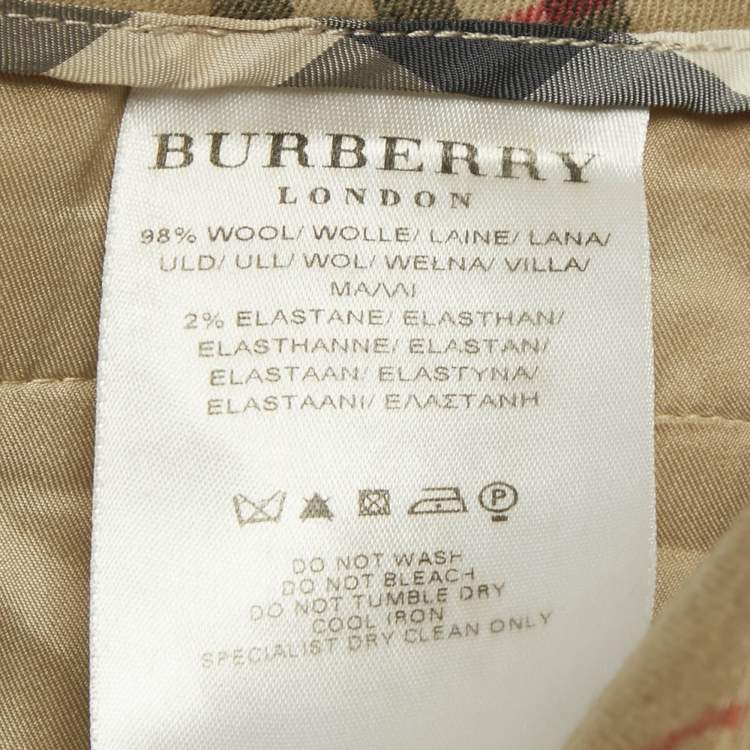 BURBERRY
LONDON
98% WOOL/ WOLLE/ LAINE/ LANA/
ULD/ ULL/ WOL/ WEŁNA/ VILLA/
ΜΑΛΛΙ
2% ELASTANE/ ELASTHAN/
ELASTHANNE/ ELASTAN/
ELASTAAN/ ELASTYNA/
ELASTAANI/ ΕΛΑΣΤΑΝΗ
P
DO NOT WASH
DO NOT BLEACH
DO NOT TUMBLE DRY
COOL IRON
SPECIALIST DRY CLEAN ONLY